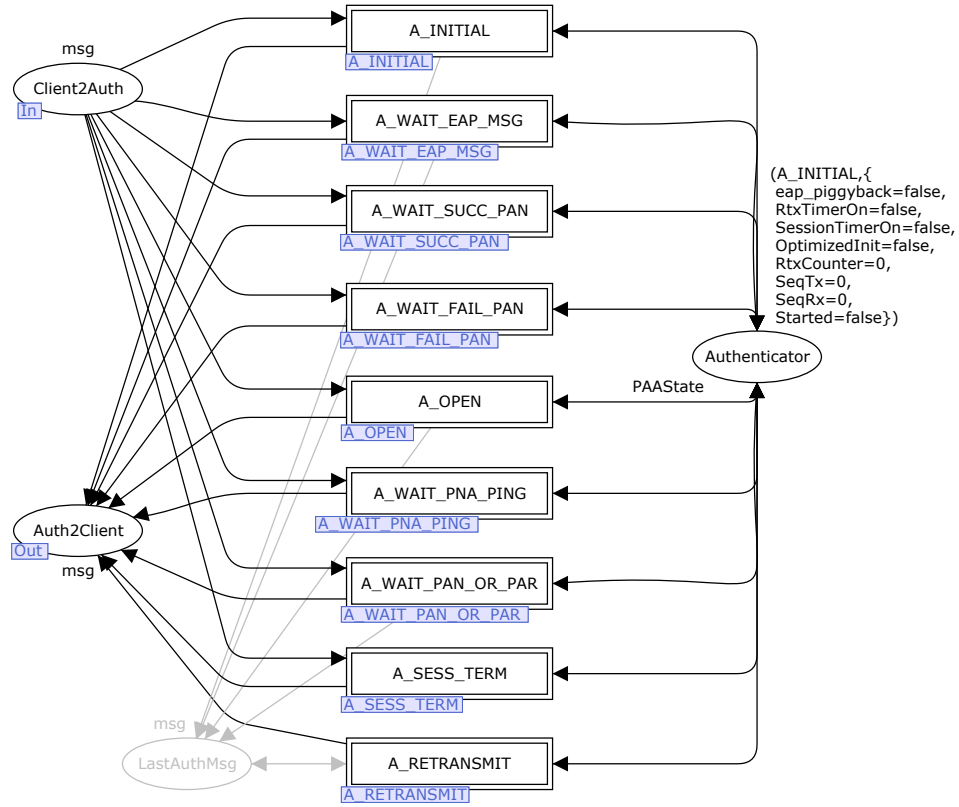 msg
Client2Auth
In
A_INITIAL
A_INITIAL
A_WAIT_EAP_MSG
A_WAIT_EAP_MSG
A_WAIT_SUCC_PAN
A_WAIT_SUCC_PAN
A_WAIT_FAIL_PAN
A_WAIT_FAIL_PAN
A_OPEN
A_OPEN
A_WAIT_PNA_PING
A_WAIT_PNA_PING
A_WAIT_PAN_OR_PAR
A_WAIT_PAN_OR_PAR
A_SESS_TERM
A_SESS_TERM
A_RETRANSMIT
A_RETRANSMIT
(A_INITIAL,{
eap_piggyback=false,
RtxTimerOn=false,
SessionTimerOn=false,
OptimizedInit=false,
RtxCounter=0,
SeqTx=0,
SeqRx=0,
Started=false})
Authenticator
PAAState
Auth2Client
Out
msg
msg
LastAuthMsg